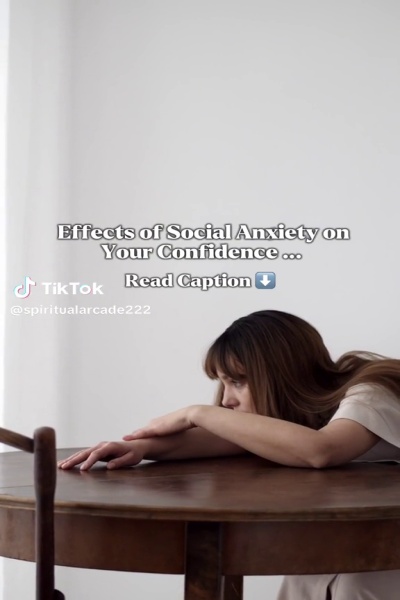 Effects of Social Anxiety on
Your Confidence ...
Read Caption ⬇️
TikTok
@spiritualarcade222